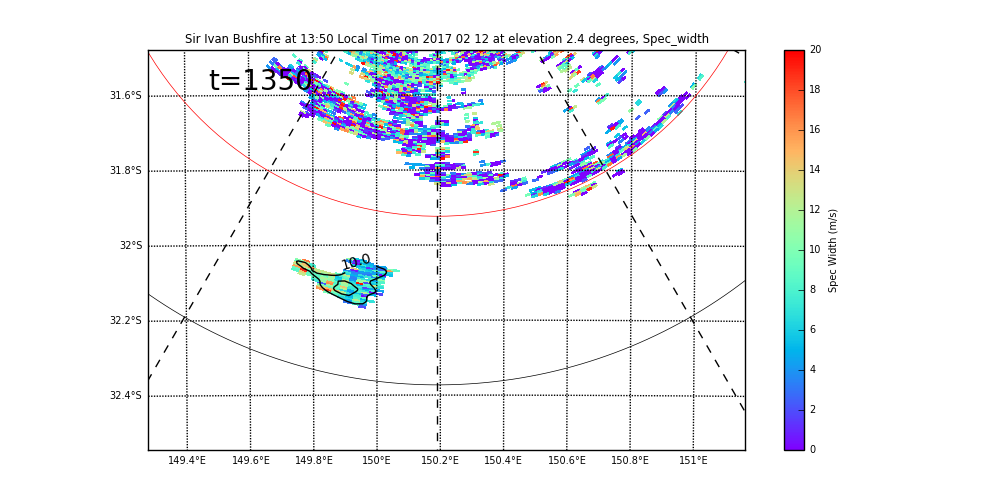 Sir Ivan Bushfire at 13:50 Local Time on 2017 02 12 at elevation 2.4 degrees, Spec_width
t=1350
31.6°S
31.8°S
32°S
32.2°S
32.4°S
10.0
149.4°E 149.6°E 149.8°E 150°E 150.2°E 150.4°E 150.6°E 150.8°E 151°E
20
18
16
14
12
10
8
6
4
2
0
Spec Width (m/s)